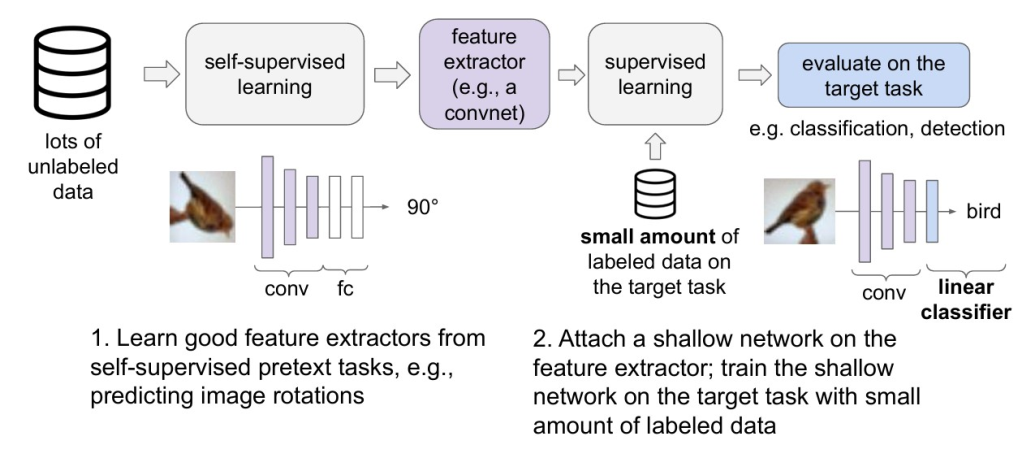 self-supervised
learning
feature
extractor
(e.g., a
convnet)
supervised
learning
evaluate on the
target task
lots of
unlabeled
data
e.g. classification, detection
90°
conv
fc
small amount of
labeled data on
the target task
bird
conv
linear
classifier
1. Learn good feature extractors from
self-supervised pretext tasks, e.g.,
predicting image rotations
2. Attach a shallow network on the
feature extractor; train the shallow
network on the target task with small
amount of labeled data